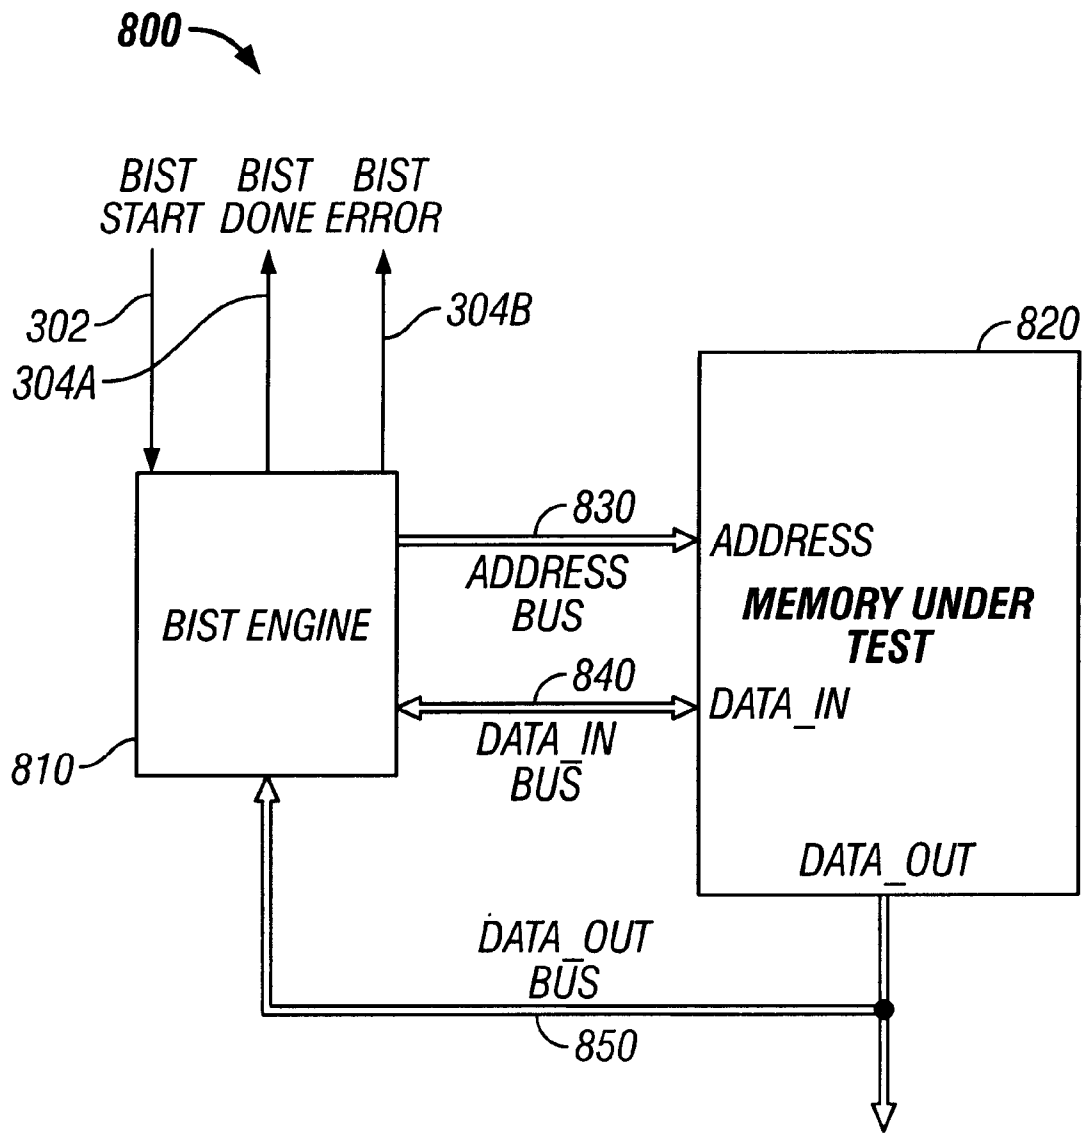 800
BIST BIST BIST
START DONE ERROR
302
304A
304B
820
830
ADDRESS
ADDRESS
BUS
MEMORY UNDER
TEST
BIST ENGINE
840
DATA_IN
DATA_IN
BUS
810
DATA_OUT
DATA_OUT
BUS
850